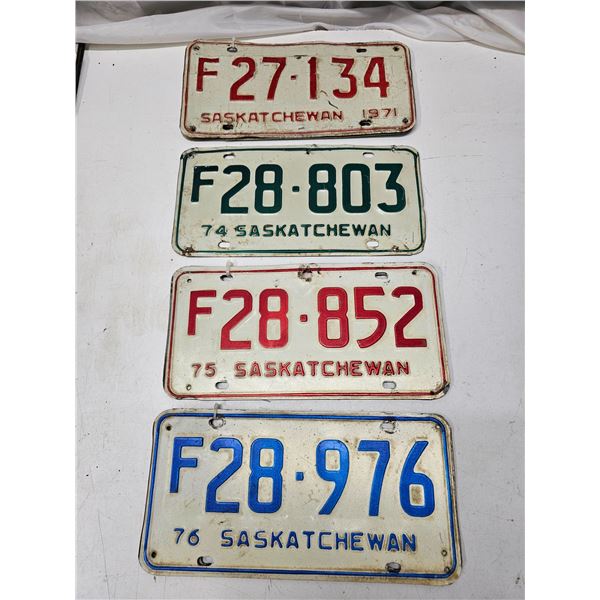 F27·134
SASKATCHEWAN 1971
F28·803
74 SASKATCHEWAN
F28·852
75 SASKATCHEWAN
F28·976
76 SASKATCHEWAN